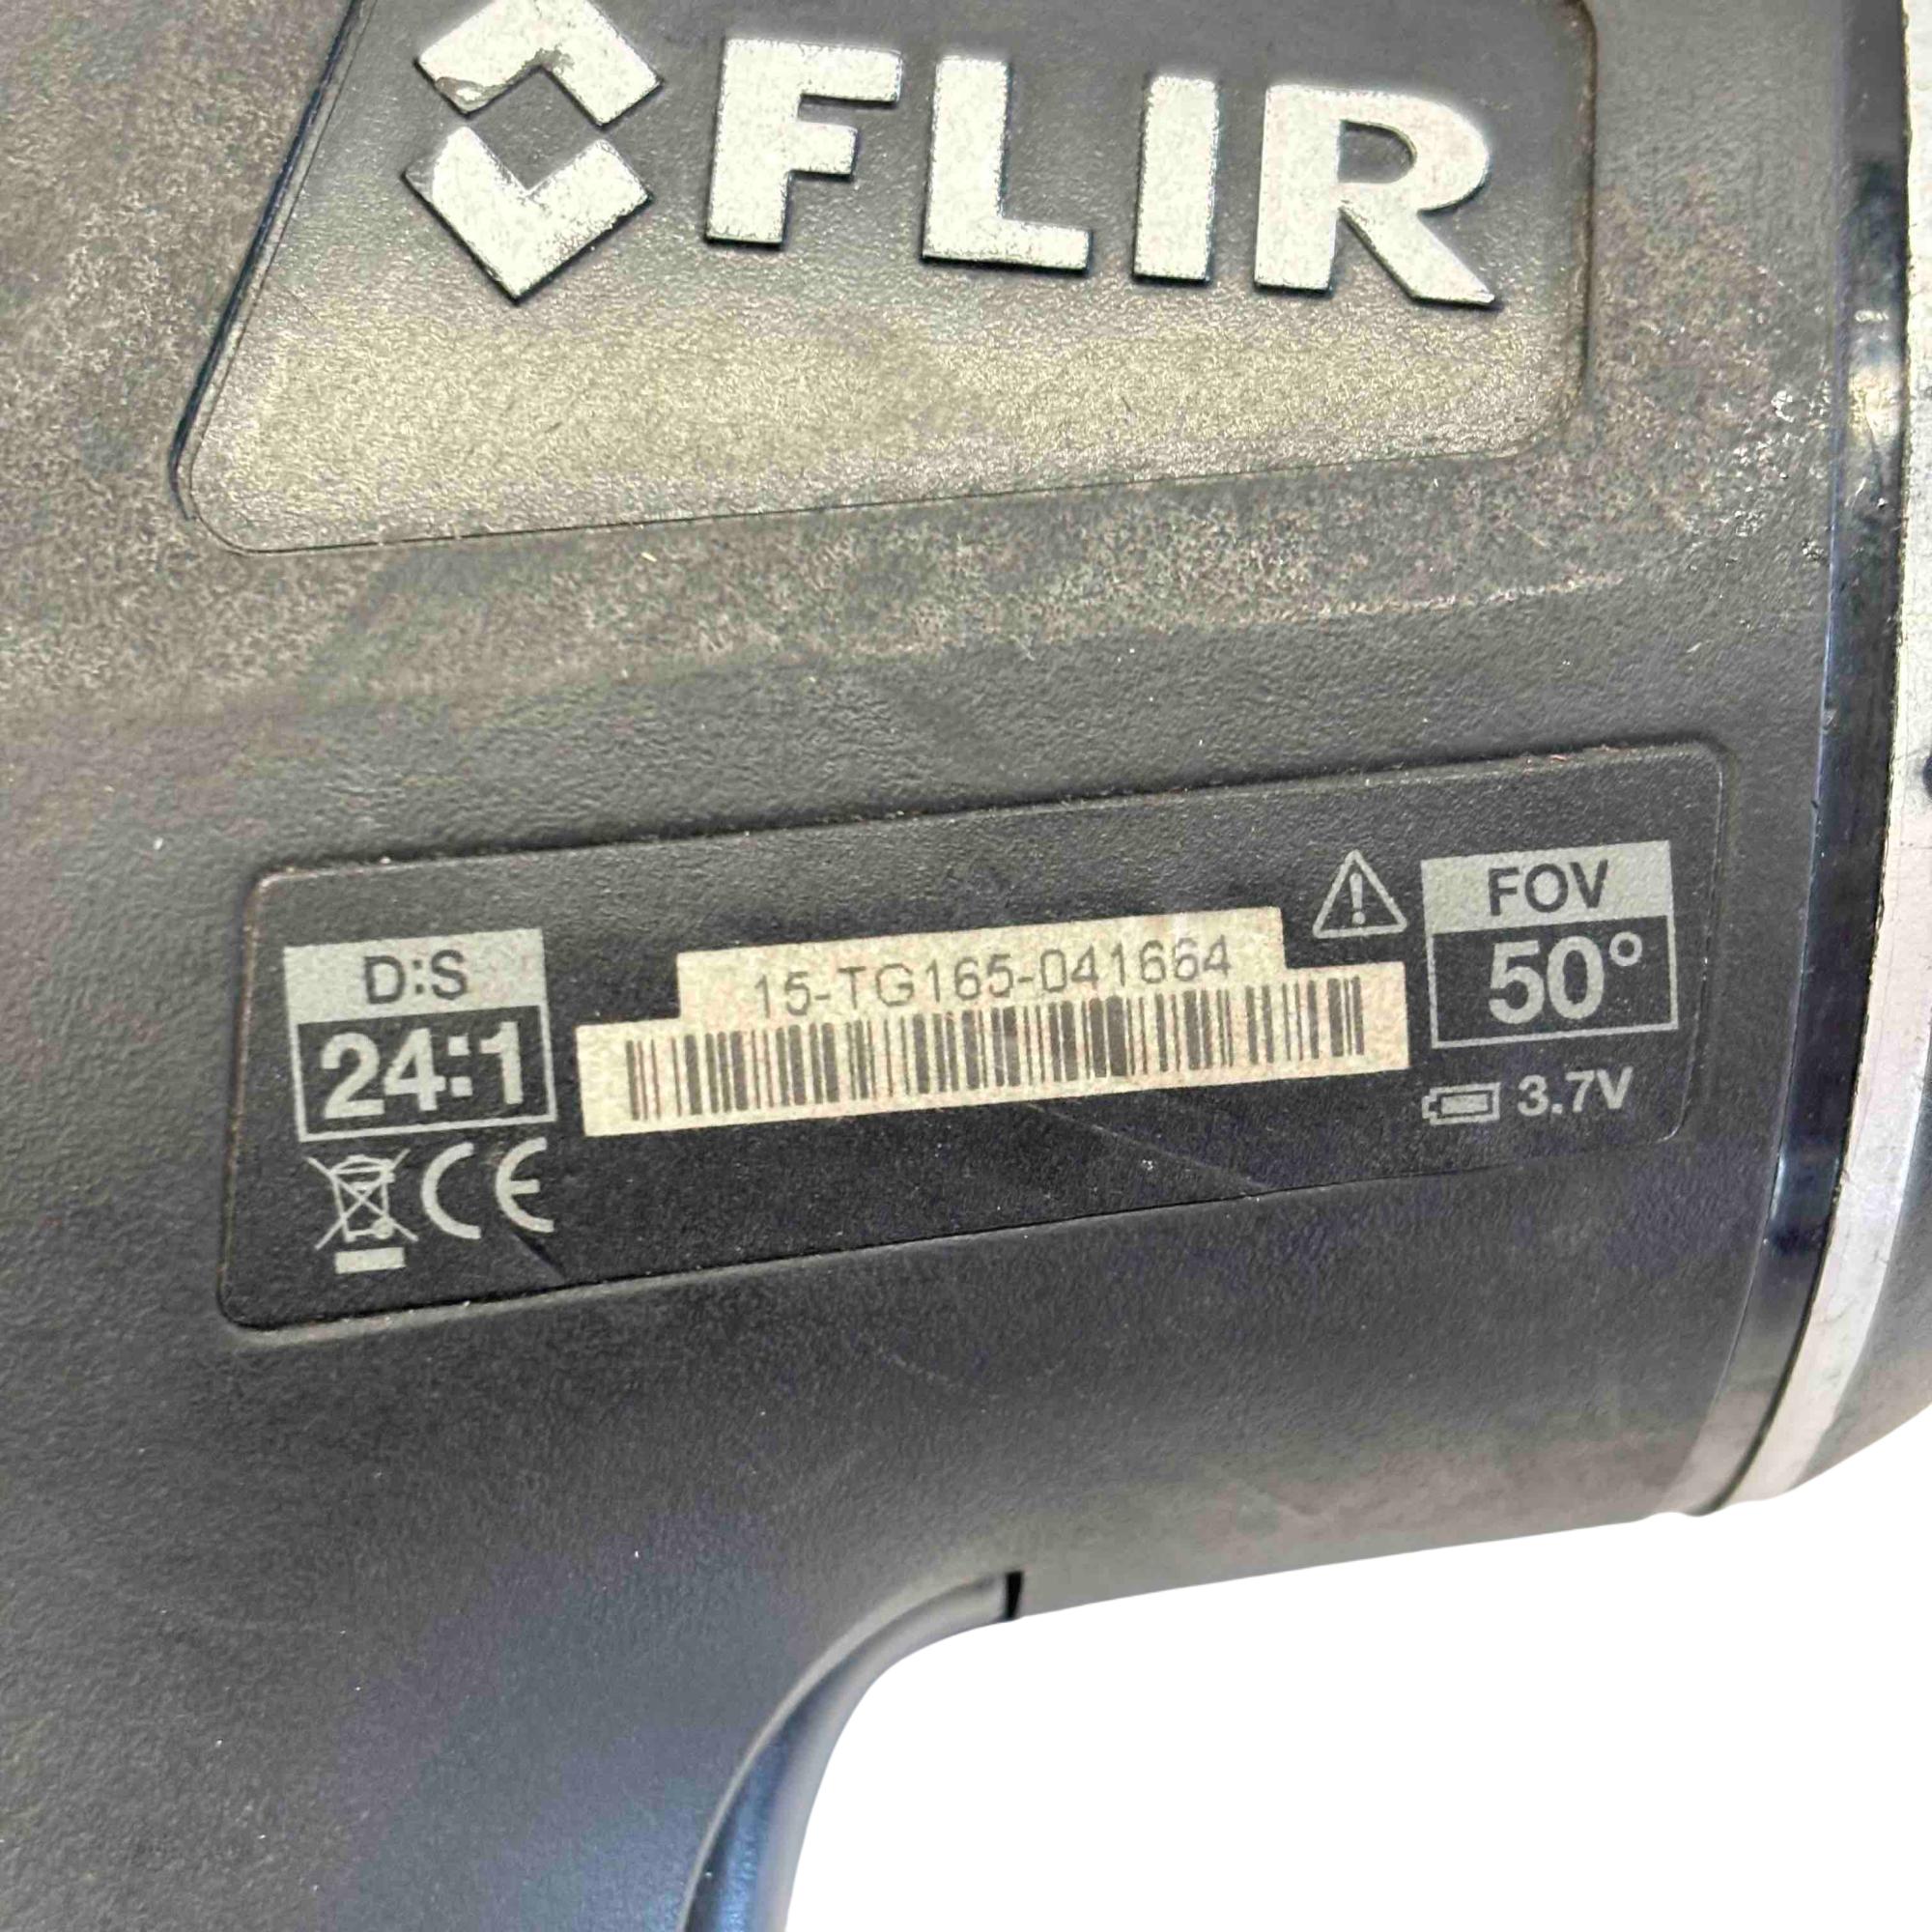 FLIR
D:S
24:1
15-TG165-041664
FOV
50°
3.7V
CE